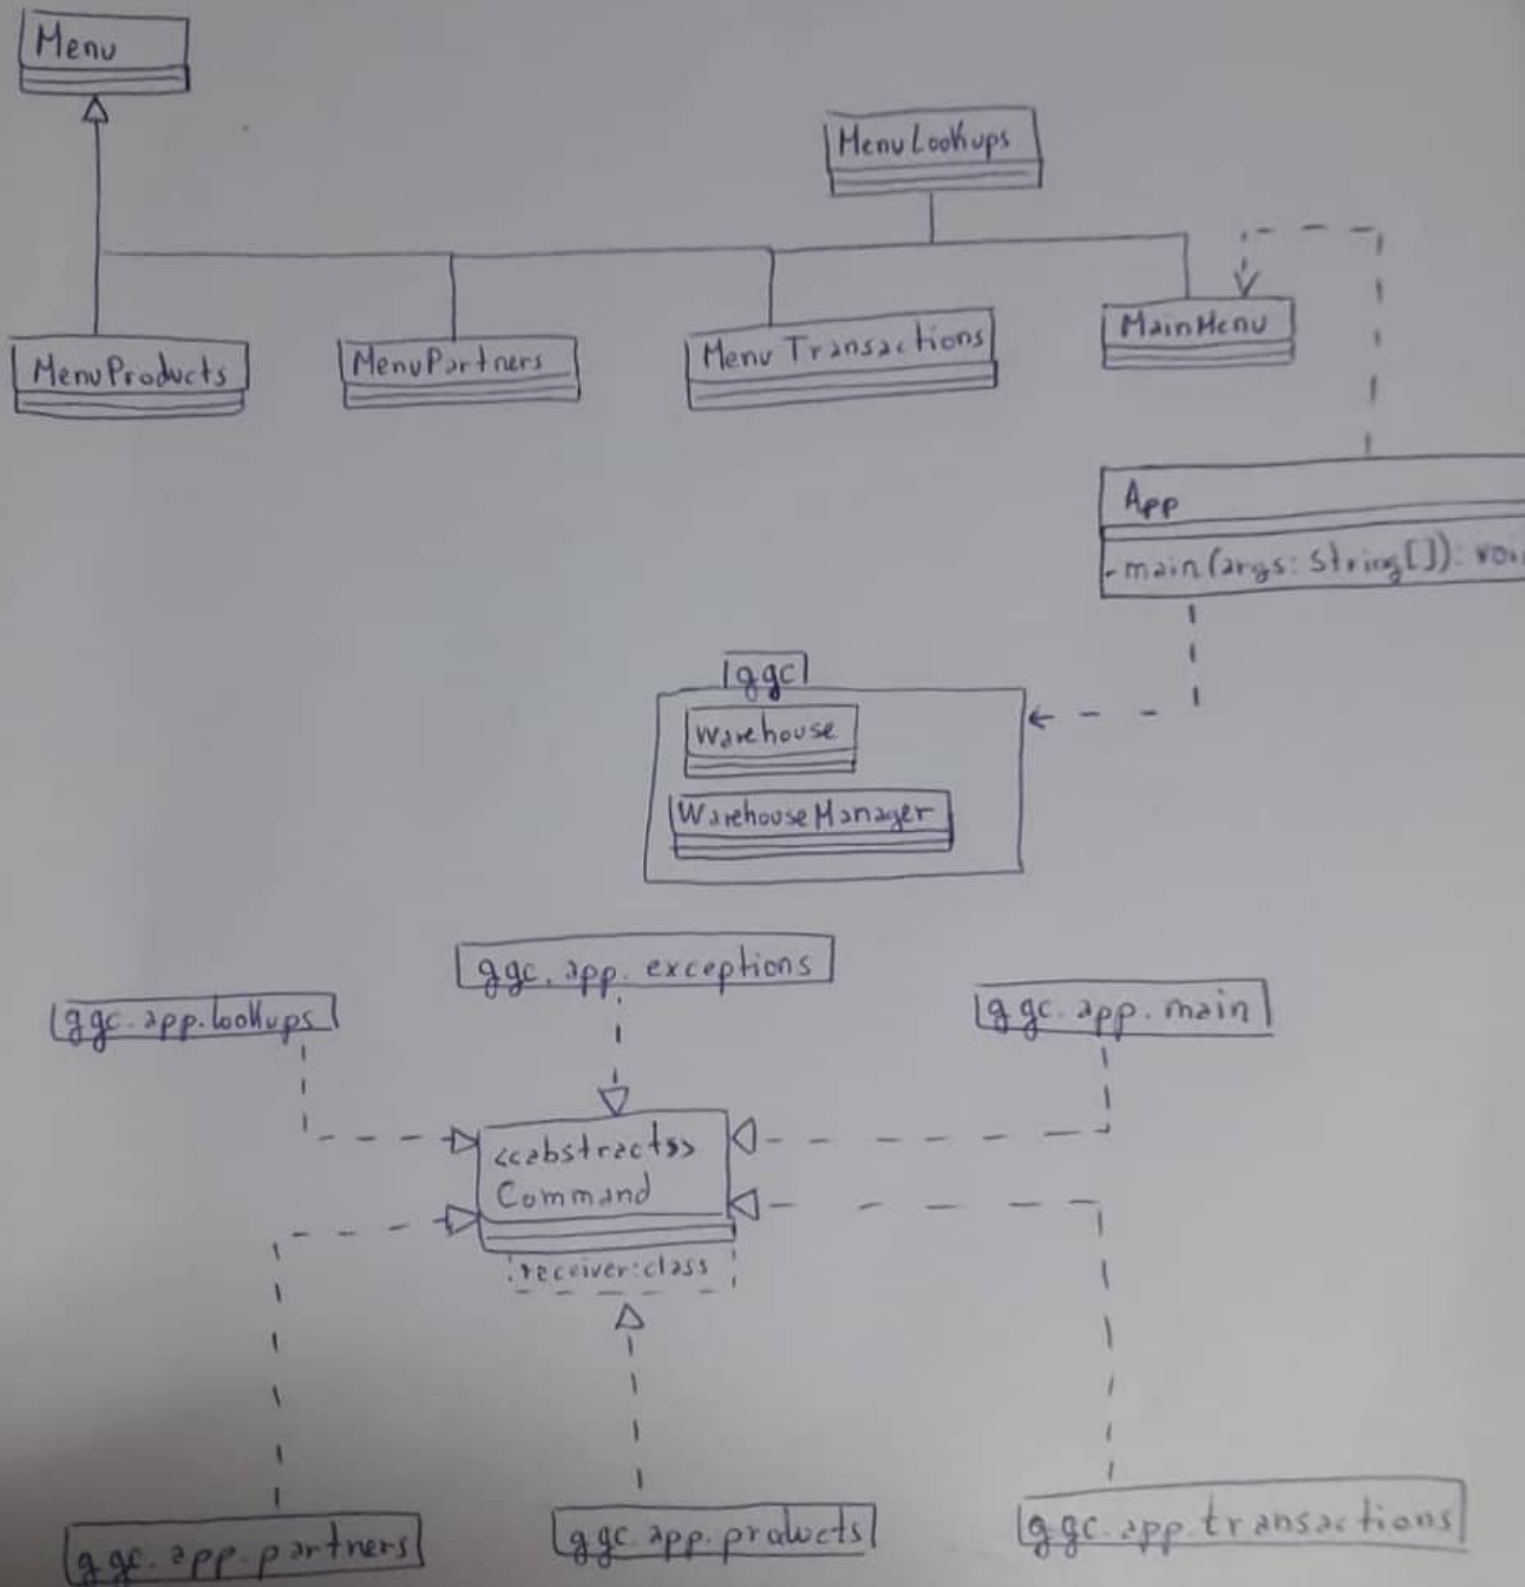 Menu
MenuLookups
MenuProducts
MenuPartners
MenuTransactions
MainMenu
App
-main(args: String[]): voi
ggc
Warehouse
WarehouseManager
ggc.app.exceptions
ggc.app.lookups
ggc.app.main
<<abstract>>
Command
receiver:class
ggc.app.partners
ggc.app.products
ggc.app.transactions